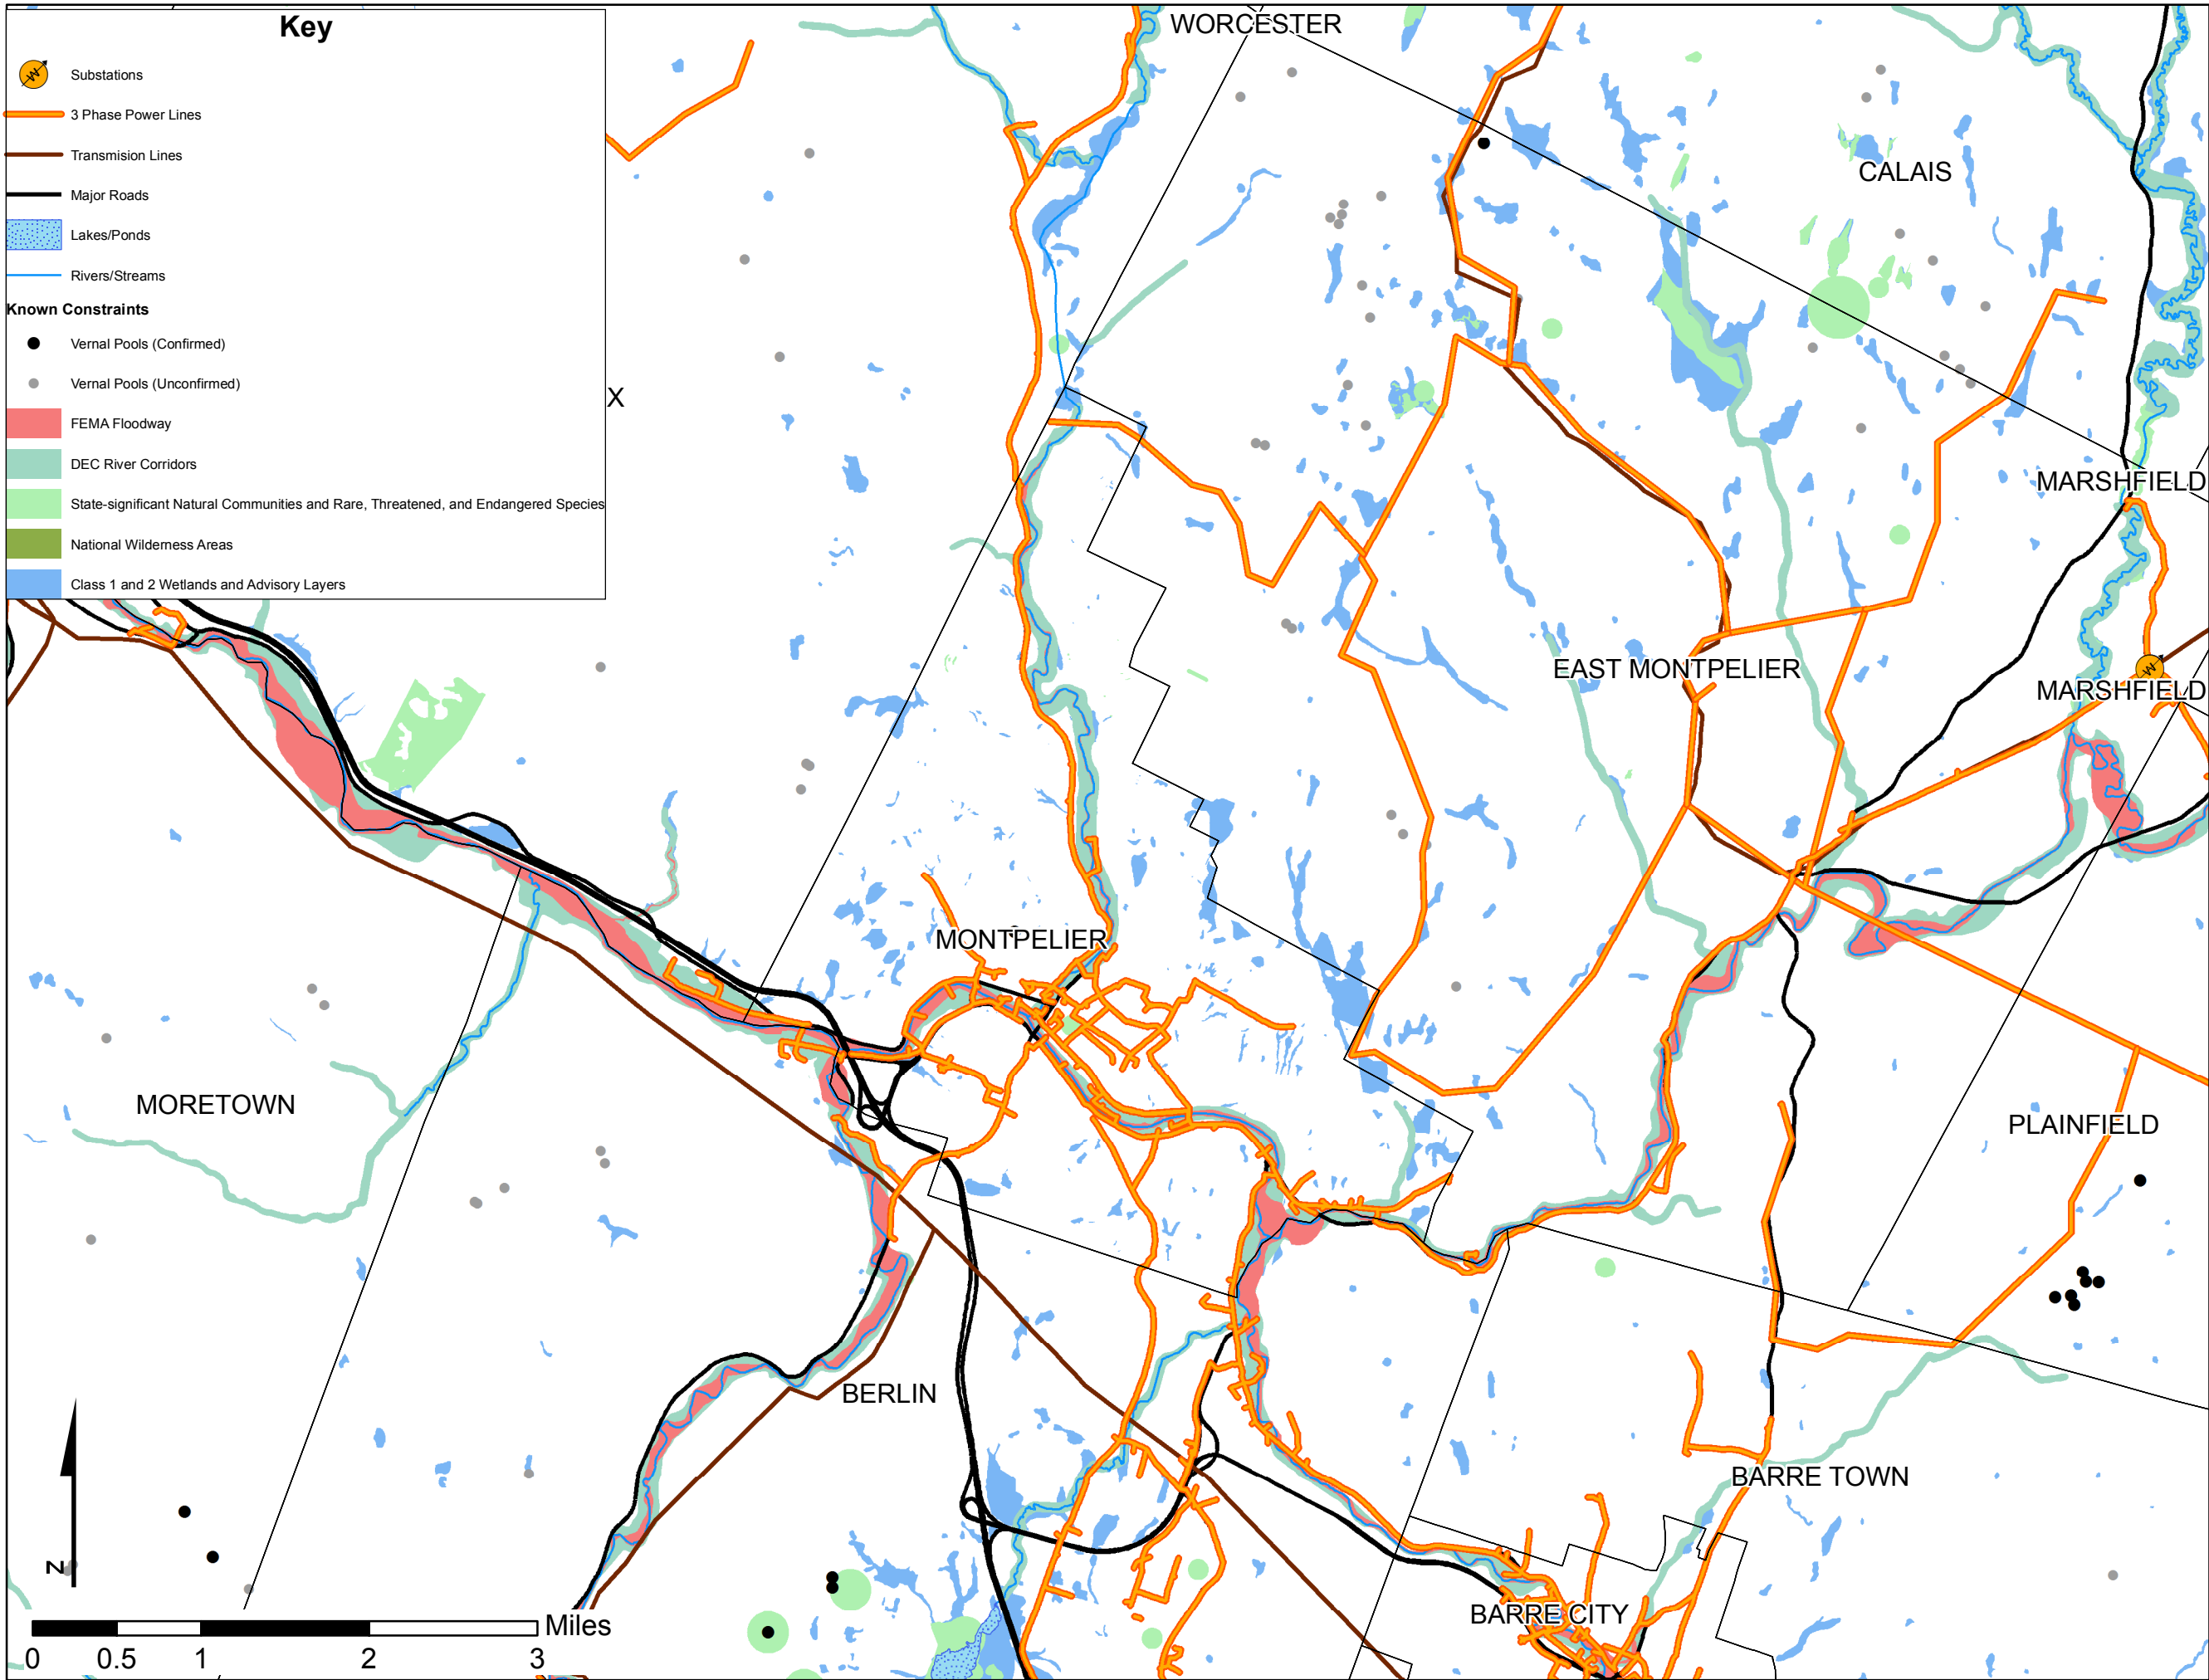 Key
Substations
3 Phase Power Lines
Transmision Lines
Major Roads
Lakes/Ponds
Rivers/Streams
Known Constraints
Vernal Pools (Confirmed)
Vernal Pools (Unconfirmed)
FEMA Floodway
DEC River Corridors
State-significant Natural Communities and Rare, Threatened, and Endangered Species
National Wilderness Areas
Class 1 and 2 Wetlands and Advisory Layers
WORCESTER
CALAIS
X
MARSHFIELD
EAST MONTPELIER
MARSHFIELD
MONTPELIER
MORETOWN
PLAINFIELD
BERLIN
BARRE TOWN
BARRE CITY
N
Miles
0 0.5 1 2 3